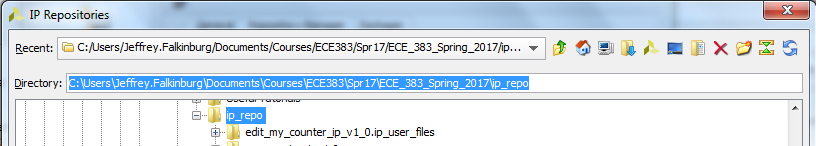 IP Repositories
Recent: C:/Users/Jeffrey.Falkinburg/Documents/Courses/ECE383/Spr17/ECE_383_Spring_2017/ip...
Directory: C:\Users\Jeffrey.Falkinburg\Documents\Courses\ECE383\Spr17\ECE_383_Spring_2017\ip_repo
ip_repo
edit_my_counter_ip_v1_0.ip_user_files